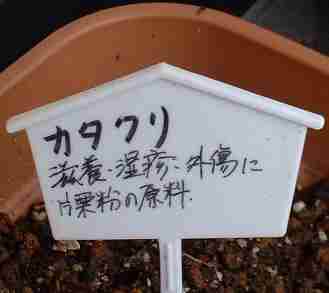 カタクリ
滋養・湿疹・外傷に
片栗粉の原料.